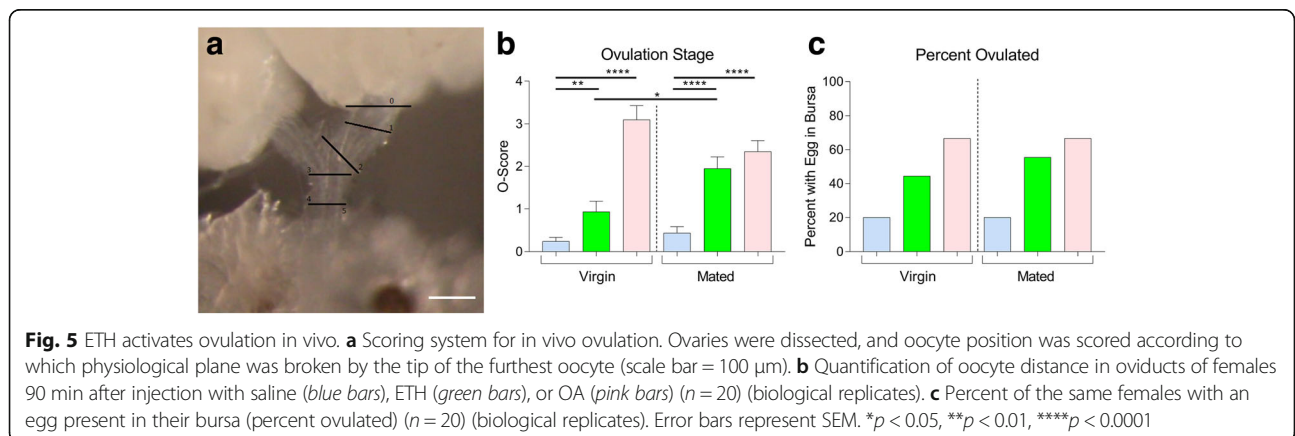 a
0
1
2
3
4
5
b
Ovulation Stage
****
****
**
****
*
4
3
2
1
0
O-Score
Virgin
Mated
c
Percent Ovulated
100
80
60
40
20
0
Percent with Egg in Bursa
Virgin
Mated
Fig. 5 ETH activates ovulation in vivo. a Scoring system for in vivo ovulation. Ovaries were dissected, and oocyte position was scored according to
which physiological plane was broken by the tip of the furthest oocyte (scale bar = 100 μm). b Quantification of oocyte distance in oviducts of females
90 min after injection with saline (blue bars), ETH (green bars), or OA (pink bars) (n = 20) (biological replicates). c Percent of the same females with an
egg present in their bursa (percent ovulated) (n = 20) (biological replicates). Error bars represent SEM. *p < 0.05, **p < 0.01, ****p < 0.0001